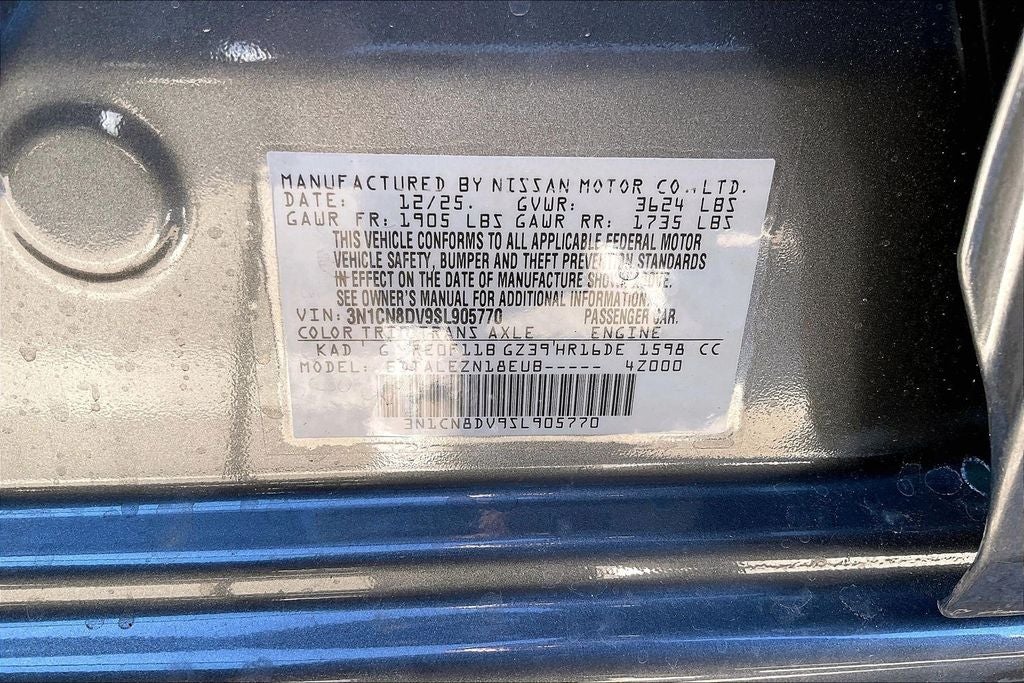 MANUFACTURED BY NISSAN MOTOR CO.,LTD.
DATE: 12/25. GVWR: 3624 LBS
GAWR FR: 1905 LBS GAWR RR: 1735 LBS
THIS VEHICLE CONFORMS TO ALL APPLICABLE FEDERAL MOTOR
VEHICLE SAFETY, BUMPER AND THEFT PREVENTION STANDARDS
IN EFFECT ON THE DATE OF MANUFACTURE SHOWN ABOVE.
SEE OWNER'S MANUAL FOR ADDITIONAL INFORMATION.
VIN: 3N1CN8DV9SL905770 PASSENGER CAR.
COLOR TRIM TRANS AXLE ENGINE
KAD HR16DE 1598 CC
MODEL: 4Z000
3N1CN8DV9SL905770